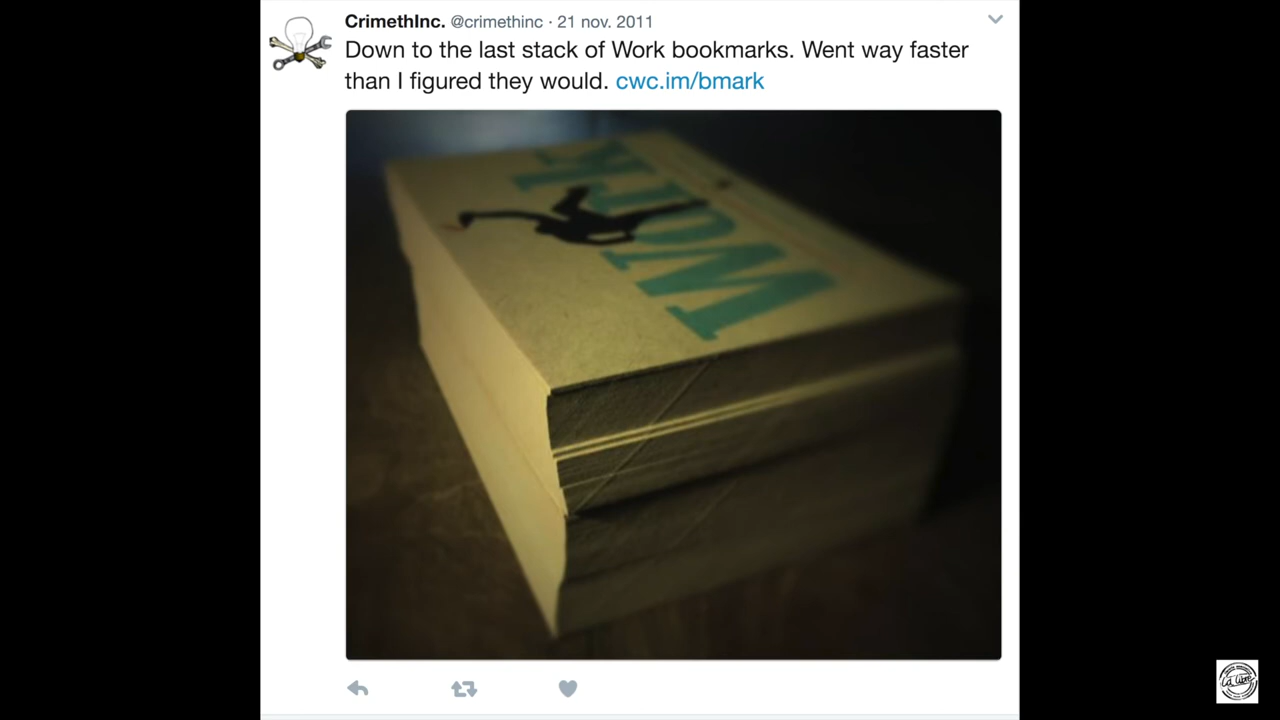 CrimethInc. @crimethinc · 21 nov. 2011
Down to the last stack of Work bookmarks. Went way faster
than I figured they would. cwc.im/bmark
WORK